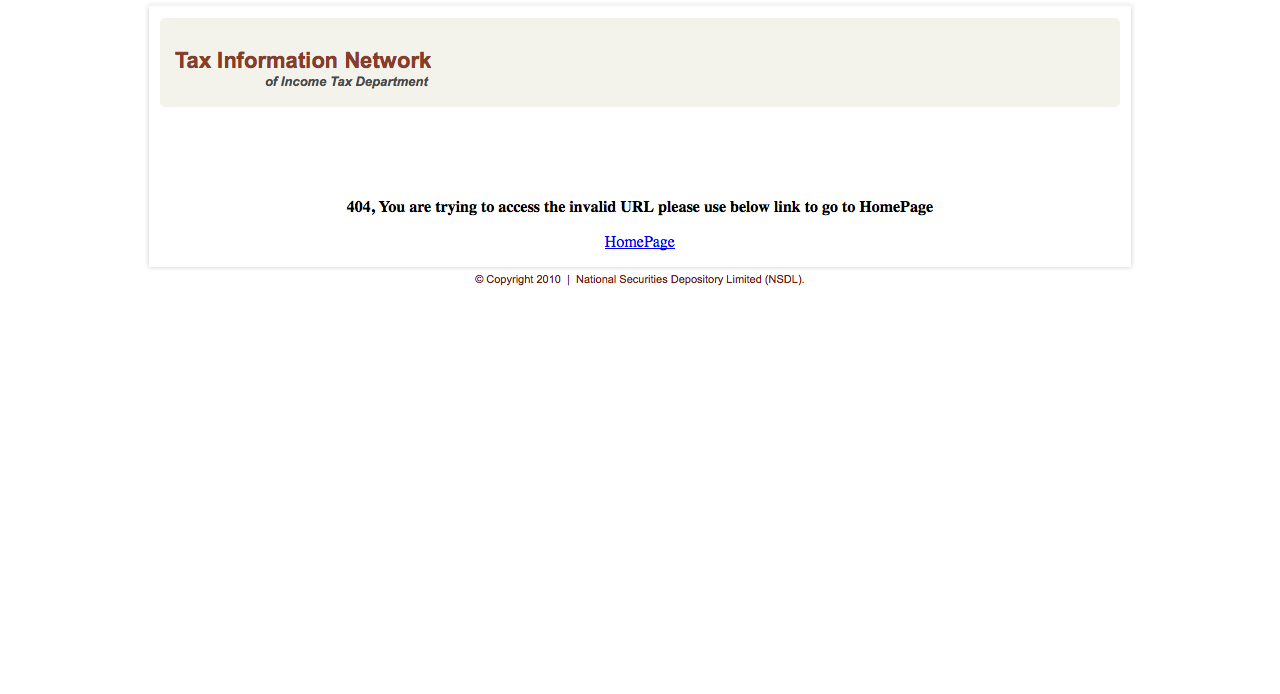 Tax Information Network
of Income Tax Department
404, You are trying to access the invalid URL please use below link to go to HomePage
HomePage
© Copyright 2010 | National Securities Depository Limited (NSDL).